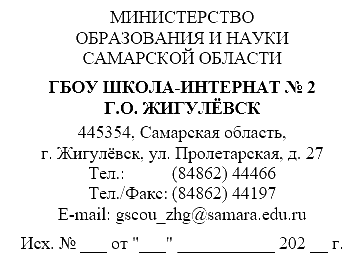 МИНИСТЕРСТВО
ОБРАЗОВАНИЯ И НАУКИ
САМАРСКОЙ ОБЛАСТИ
ГБОУ ШКОЛА-ИНТЕРНАТ № 2
Г.О. ЖИГУЛЁВСК
445354, Самарская область,
г. Жигулёвск, ул. Пролетарская, д. 27
Тел.: (84862) 44466
Тел./Факс: (84862) 44197
E-mail: gscou_zhg@samara.edu.ru
Исх. № ___ от "___" ___________ 202 __ г.